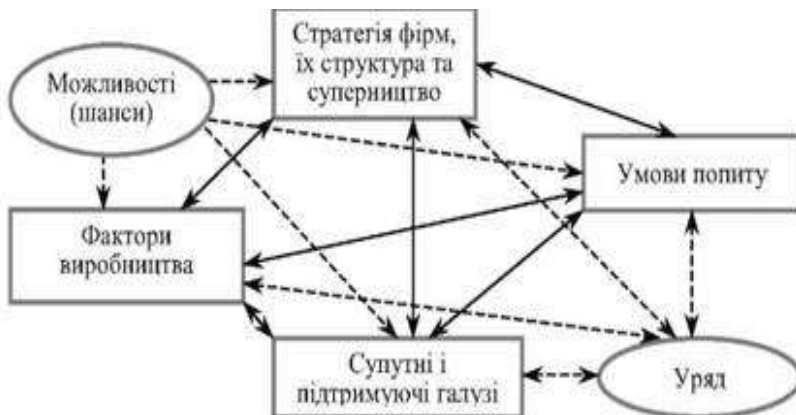 Стратегія фірм,
їх структура та
суперництво
Можливості
(шанси)
Умови попиту
Фактори
виробництва
Супутні і
підтримуючі галузі
Уряд